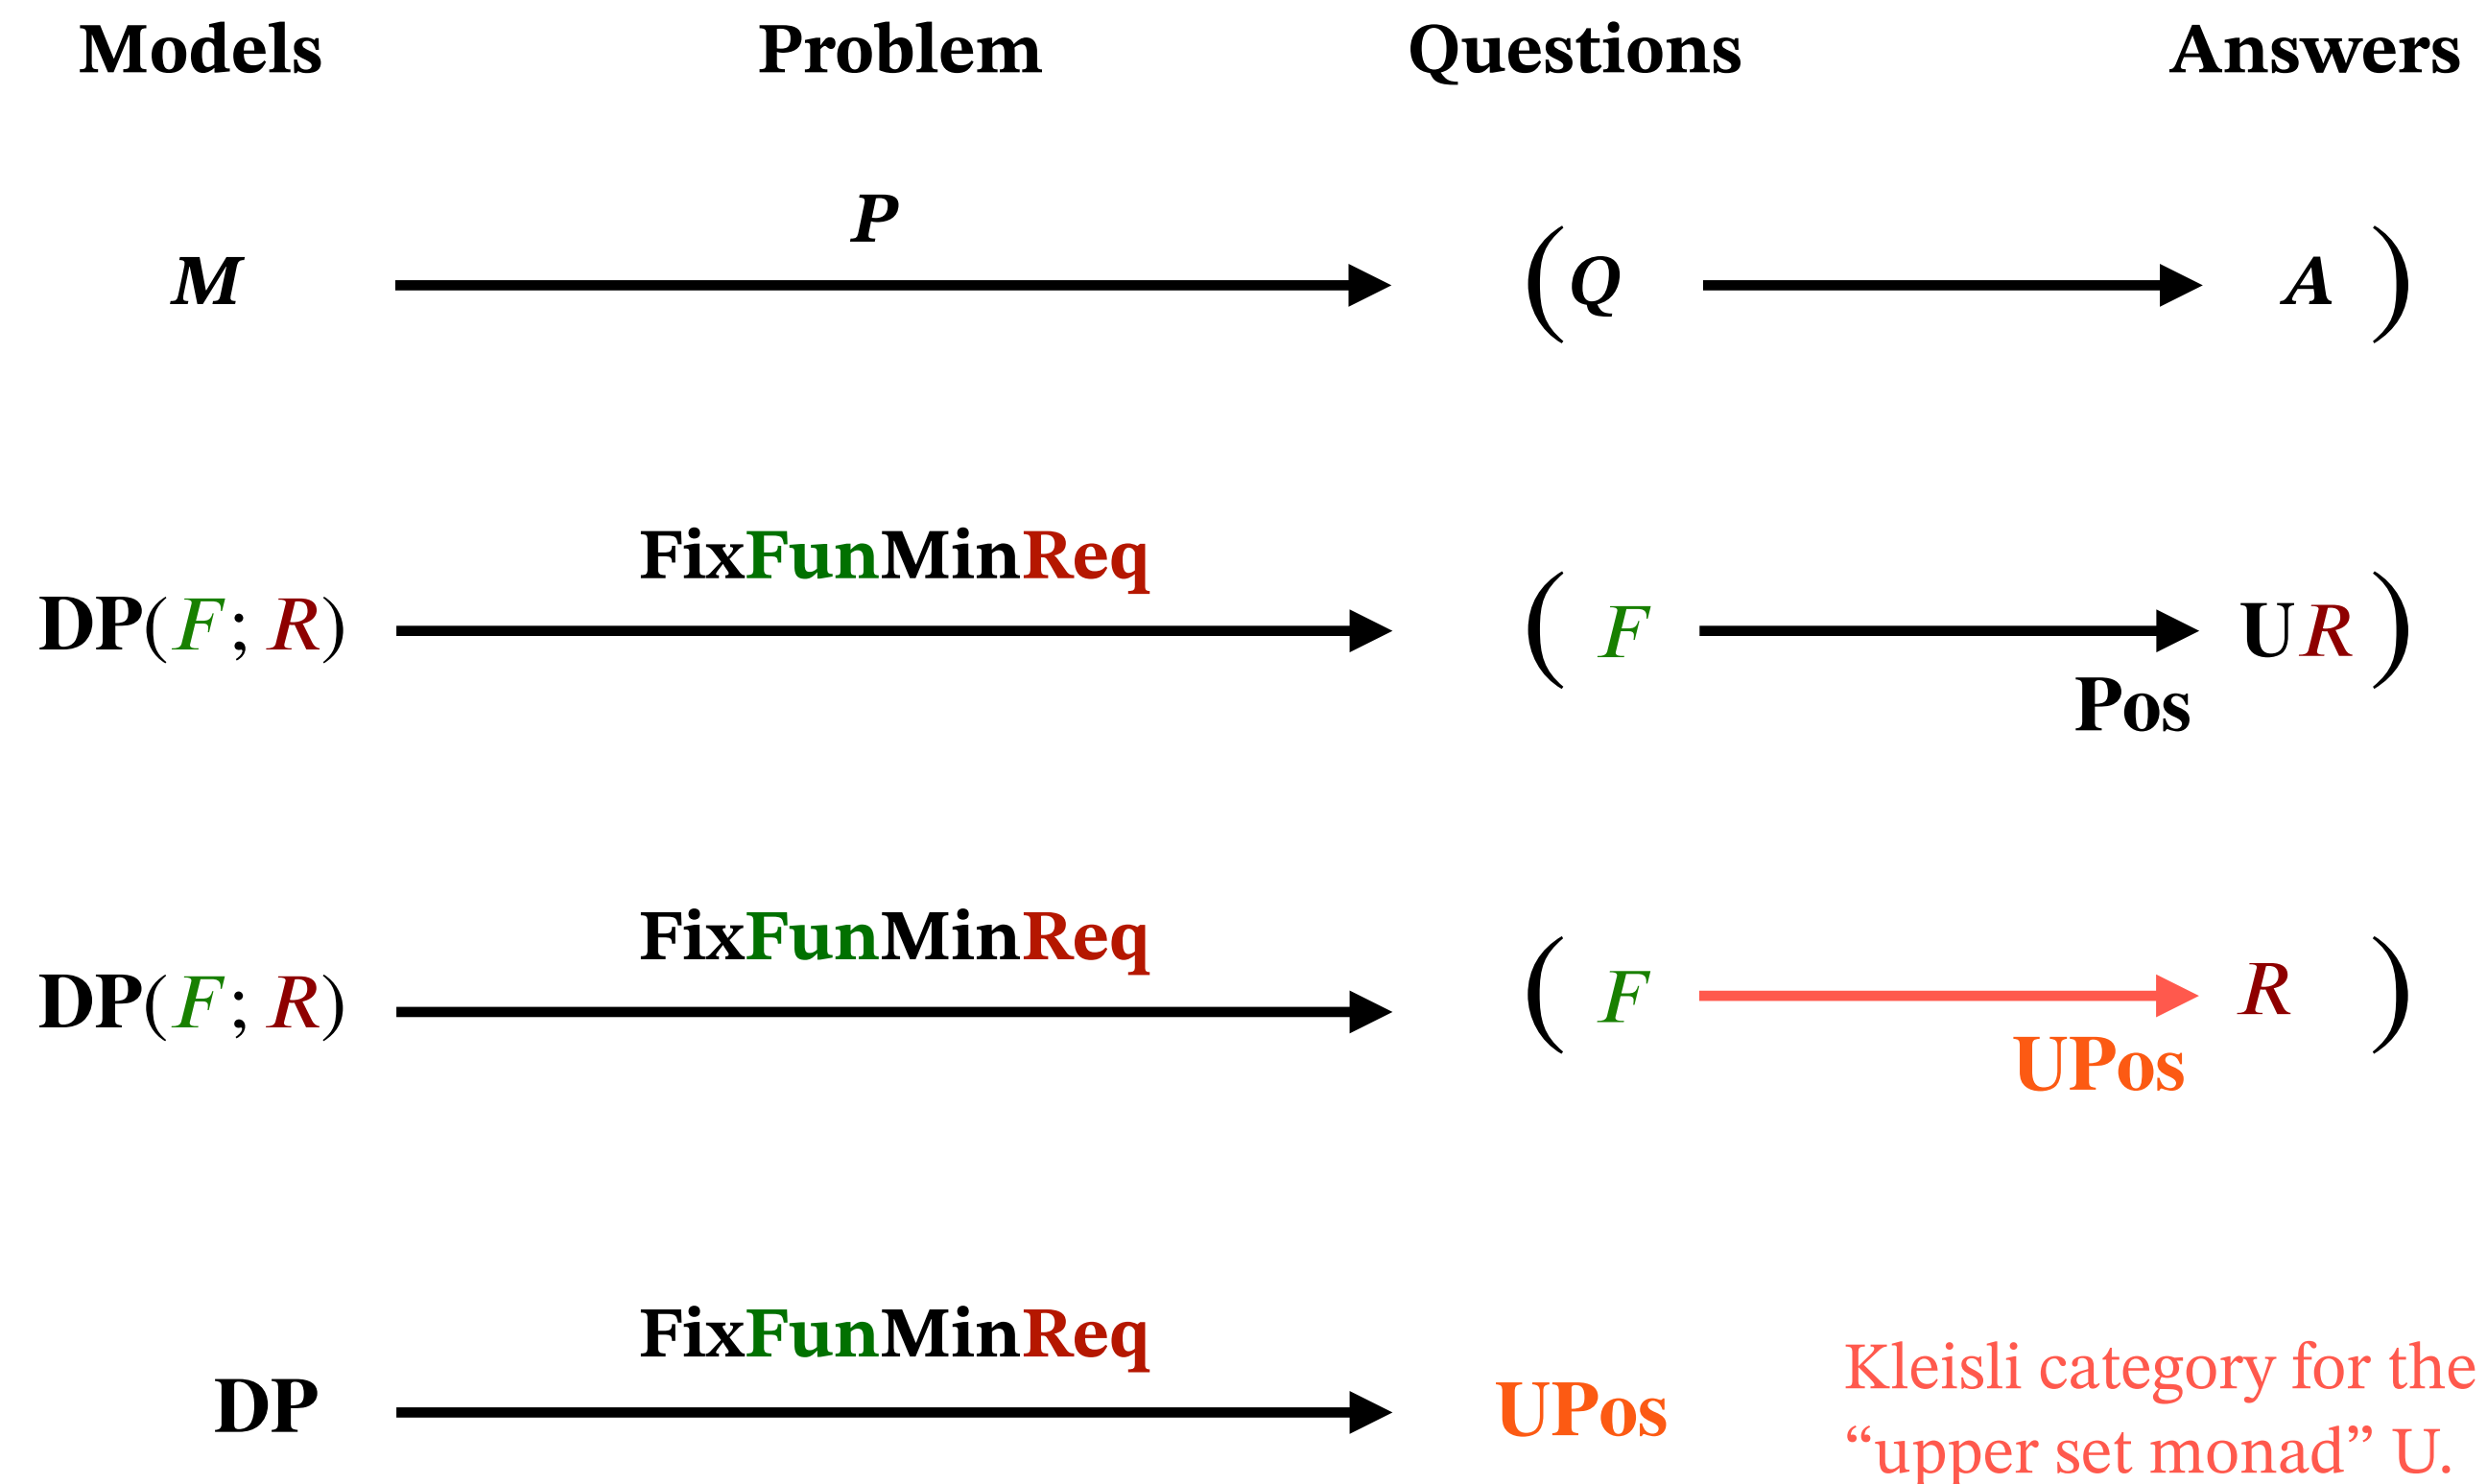 Models Problem Questions Answers
P
M (Q A)
FixFunMinReq
DP(F; R) (F UR)
Pos
FixFunMinReq
DP(F; R) (F R)
UPos
FixFunMinReq
DP UPos
Kleisli category for the
“upper set monad” U.